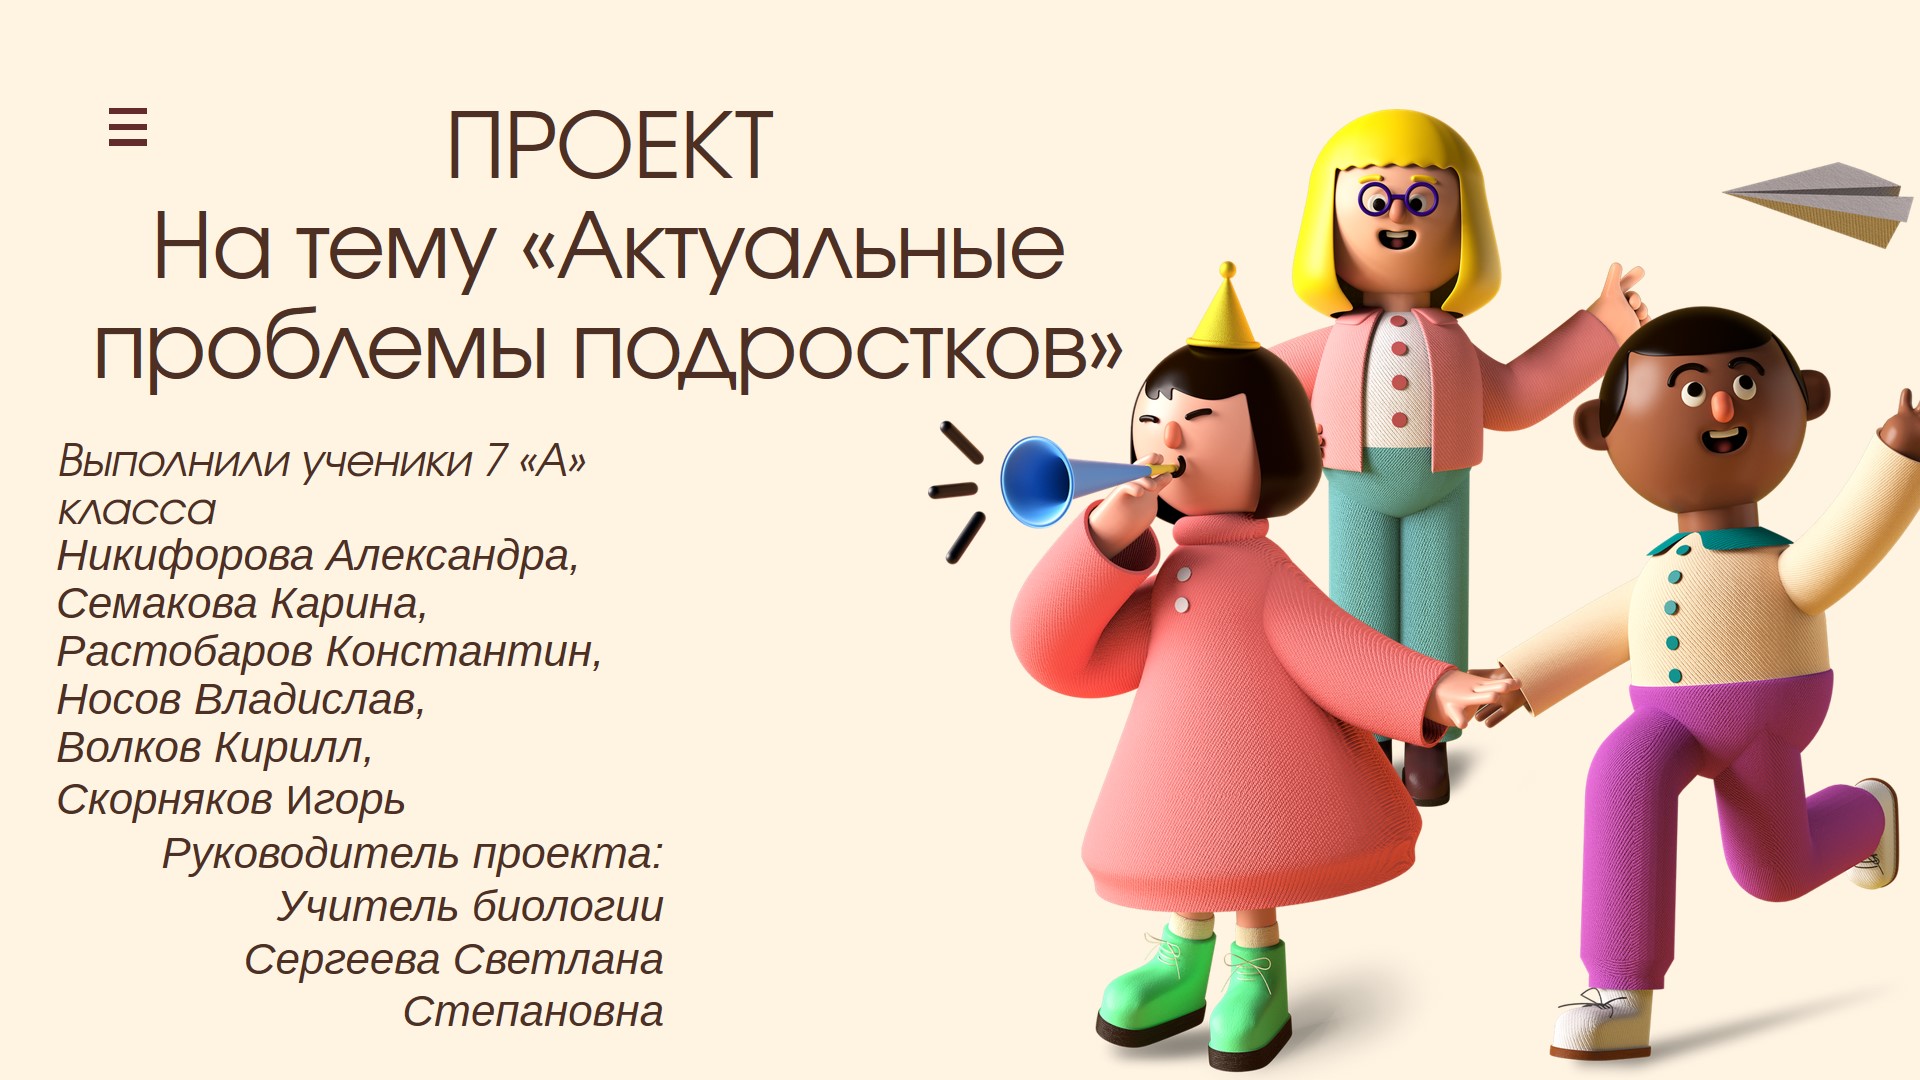 ПРОЕКТ
На тему «Актуальные
проблемы подростков»
Выполнили ученики 7 «А»
класса
Никифорова Александра,
Семакова Карина,
Растобаров Константин,
Носов Владислав,
Волков Кирилл,
Скорняков Игорь
Руководитель проекта:
Учитель биологии
Сергеева Светлана
Степановна